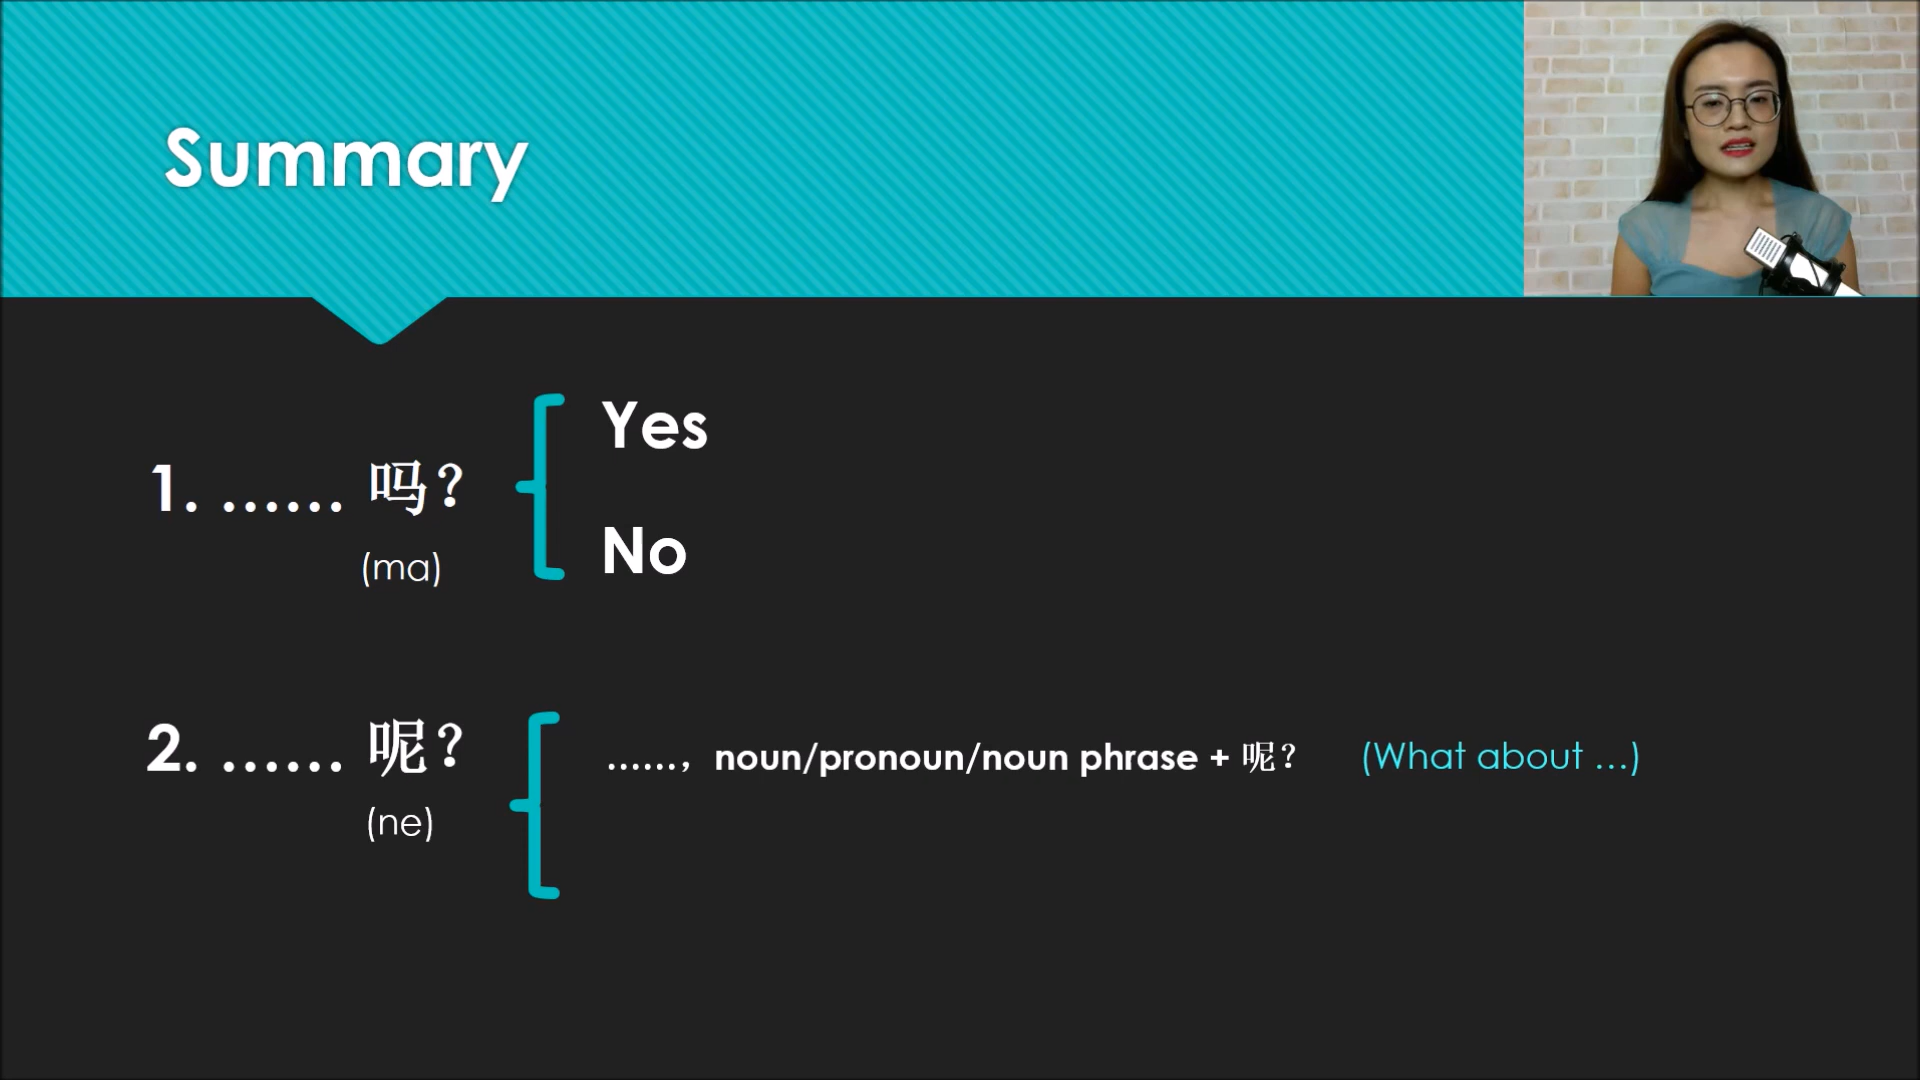 Summary
1. ...... 吗？
(ma)
Yes
No
2. ...... 呢？
(ne)
......，noun/pronoun/noun phrase + 呢？ (What about ...)